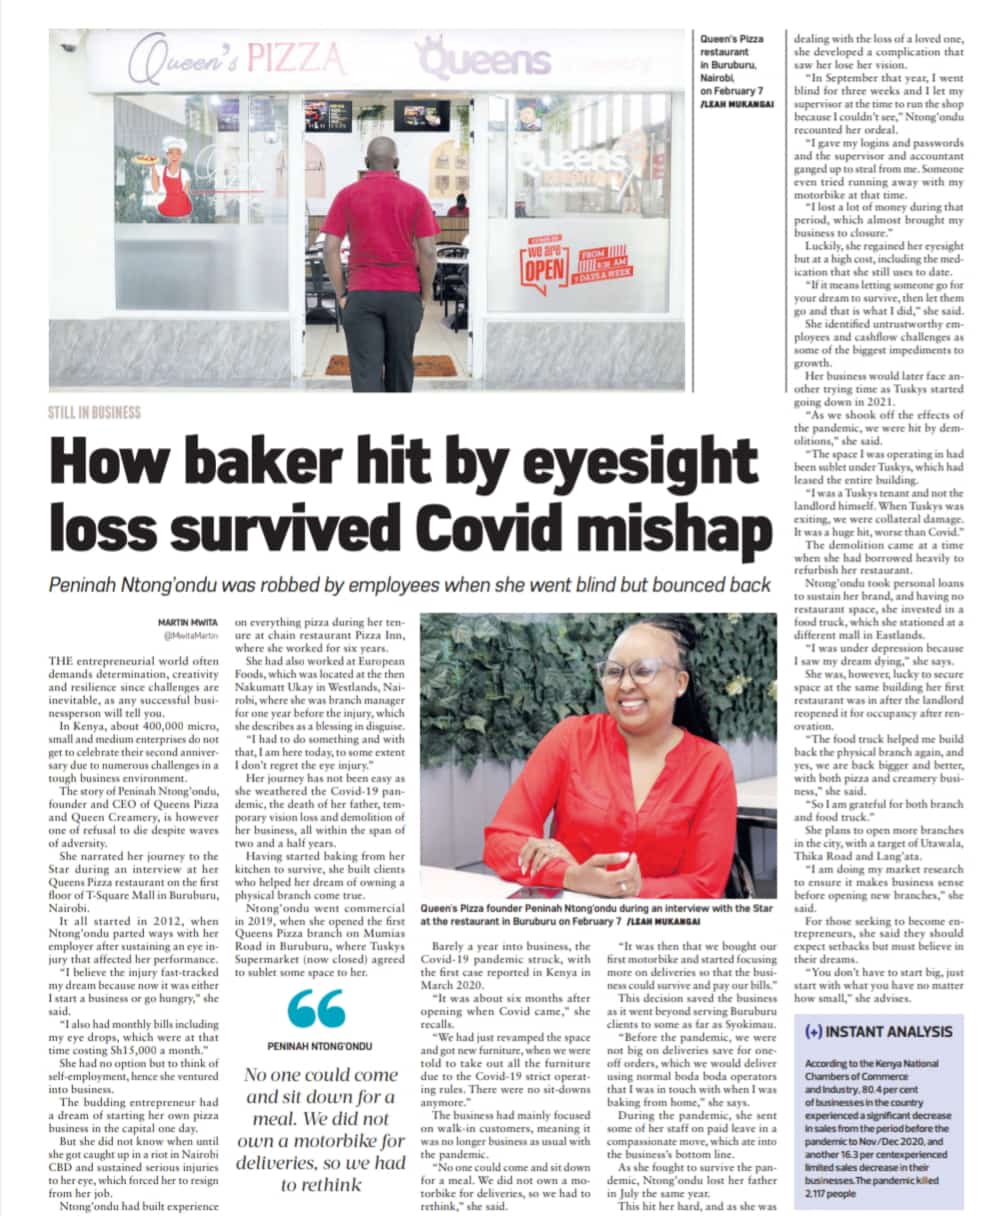 Queen's PIZZA
Queens
Queens
COME IN
we are
OPEN
FROM
AM
7 DAYS A WEEK
Queen's Pizza
restaurant
in Buruburu,
Nairobi,
on February 7
/LEAH MUKANGAI
STILL IN BUSINESS
How baker hit by eyesight
loss survived Covid mishap
Peninah Ntong'ondu was robbed by employees when she went blind but bounced back
MARTIN MWITA
@MwitaMartin
THE entrepreneurial world often
demands determination, creativity
and resilience since challenges are
inevitable, as any successful busi-
nessperson will tell you.
In Kenya, about 400,000 micro,
small and medium enterprises do not
get to celebrate their second anniver-
sary due to numerous challenges in a
tough business environment.
The story of Peninah Ntong'ondu,
founder and CEO of Queens Pizza
and Queen Creamery, is however
one of refusal to die despite waves
of adversity.
She narrated her journey to the
Star during an interview at her
Queens Pizza restaurant on the first
floor of T-Square Mall in Buruburu,
Nairobi.
It all started in 2012, when
Ntong'ondu parted ways with her
employer after sustaining an eye in-
jury that affected her performance.
"I believe the injury fast-tracked
my dream because now it was either
I start a business or go hungry," she
said.
"I also had monthly bills including
my eye drops, which were at that
time costing Sh15,000 a month."
She had no option but to think of
self-employment, hence she ventured
into business.
The budding entrepreneur had
a dream of starting her own pizza
business in the capital one day.
But she did not know when until
she got caught up in a riot in Nairobi
CBD and sustained serious injuries
to her eye, which forced her to resign
from her job.
Ntong'ondu had built experience
on everything pizza during her ten-
ure at chain restaurant Pizza Inn,
where she worked for six years.
She had also worked at European
Foods, which was located at the then
Nakumatt Ukay in Westlands, Nai-
robi, where she was branch manager
for one year before the injury, which
she describes as a blessing in disguise.
"I had to do something and with
that, I am here today, to some extent
I don't regret the eye injury."
Her journey has not been easy as
she weathered the Covid-19 pan-
demic, the death of her father, tem-
porary vision loss and demolition of
her business, all within the span of
two and a half years.
Having started baking from her
kitchen to survive, she built clients
who helped her dream of owning a
physical branch come true.
Ntong'ondu went commercial
in 2019, when she opened the first
Queens Pizza branch on Mumias
Road in Buruburu, where Tuskys
Supermarket (now closed) agreed
to sublet some space to her.
PENINAH NTONG'ONDU
No one could come
and sit down for a
meal. We did not
own a motorbike for
deliveries, so we had
to rethink
Queen's Pizza founder Peninah Ntong'ondu during an interview with the Star
at the restaurant in Buruburu on February 7 /LEAH MUKANGAI
Barely a year into business, the
Covid-19 pandemic struck, with
the first case reported in Kenya in
March 2020.
"It was about six months after
opening when Covid came," she
recalls.
"We had just revamped the space
and got new furniture, when we were
told to take out all the furniture
due to the Covid-19 strict operat-
ing rules. There were no sit-downs
anymore."
The business had mainly focused
on walk-in customers, meaning it
was no longer business as usual with
the pandemic.
"No one could come and sit down
for a meal. We did not own a mo-
torbike for deliveries, so we had to
rethink," she said.
"It was then that we bought our
first motorbike and started focusing
more on deliveries so that the busi-
ness could survive and pay our bills."
This decision saved the business
as it went beyond serving Buruburu
clients to some as far as Syokimau.
"Before the pandemic, we were
not big on deliveries save for one-
off orders, which we would deliver
using normal boda boda operators
that I was in touch with when I was
baking from home," she says.
During the pandemic, she sent
some of her staff on paid leave in a
compassionate move, which ate into
the business's bottom line.
As she fought to survive the pan-
demic, Ntong'ondu lost her father
in July the same year.
This hit her hard, and as she was
dealing with the loss of a loved one,
she developed a complication that
saw her lose her vision.
"In September that year, I went
blind for three weeks and I let my
supervisor at the time to run the shop
because I couldn't see," Ntong'ondu
recounted her ordeal.
"I gave my logins and passwords
and the supervisor and accountant
ganged up to steal from me. Someone
even tried running away with my
motorbike at that time.
"I lost a lot of money during that
period, which almost brought my
business to closure."
Luckily, she regained her eyesight
but at a high cost, including the med-
ication that she still uses to date.
"If it means letting someone go for
your dream to survive, then let them
go and that is what I did," she said.
She identified untrustworthy em-
ployees and cashflow challenges as
some of the biggest impediments to
growth.
Her business would later face an-
other trying time as Tuskys started
going down in 2021.
"As we shook off the effects of
the pandemic, we were hit by dem-
olitions," she said.
"The space I was operating in had
been sublet under Tuskys, which had
leased the entire building.
"I was a Tuskys tenant and not the
landlord himself. When Tuskys was
exiting, we were collateral damage.
It was a huge hit, worse than Covid."
The demolition came at a time
when she had borrowed heavily to
refurbish her restaurant.
Ntong'ondu took personal loans
to sustain her brand, and having no
restaurant space, she invested in a
food truck, which she stationed at a
different mall in Eastlands.
"I was under depression because
I saw my dream dying," she says.
She was, however, lucky to secure
space at the same building her first
restaurant was in after the landlord
reopened it for occupancy after ren-
ovation.
"The food truck helped me build
back the physical branch again, and
yes, we are back bigger and better,
with both pizza and creamery busi-
ness," she said.
"So I am grateful for both branch
and food truck."
She plans to open more branches
in the city, with a target of Utawala,
Thika Road and Lang'ata.
"I am doing my market research
to ensure it makes business sense
before opening new branches," she
said.
For those seeking to become en-
trepreneurs, she said they should
expect setbacks but must believe in
their dreams.
"You don't have to start big, just
start with what you have no matter
how small," she advises.
(+) INSTANT ANALYSIS
According to the Kenya National
Chambers of Commerce
and Industry, 80.4 per cent
of businesses in the country
experienced a significant decrease
in sales from the period before the
pandemic to Nov/Dec 2020, and
another 16.3 per centexperienced
limited sales decrease in their
businesses.The pandemic killed
2,117 people